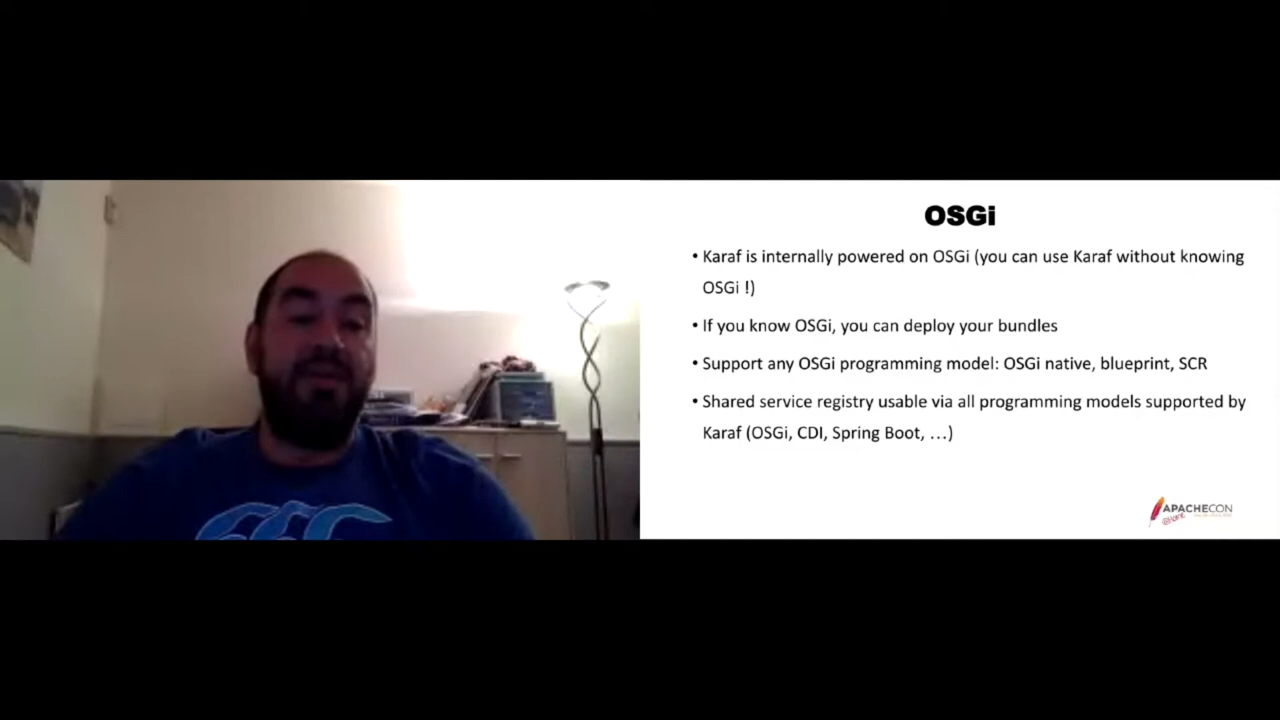 OSGi
• Karaf is internally powered on OSGi (you can use Karaf without knowing
OSGi !)
• If you know OSGi, you can deploy your bundles
• Support any OSGi programming model: OSGi native, blueprint, SCR
• Shared service registry usable via all programming models supported by
Karaf (OSGi, CDI, Spring Boot, …)
APACHECON
@Home